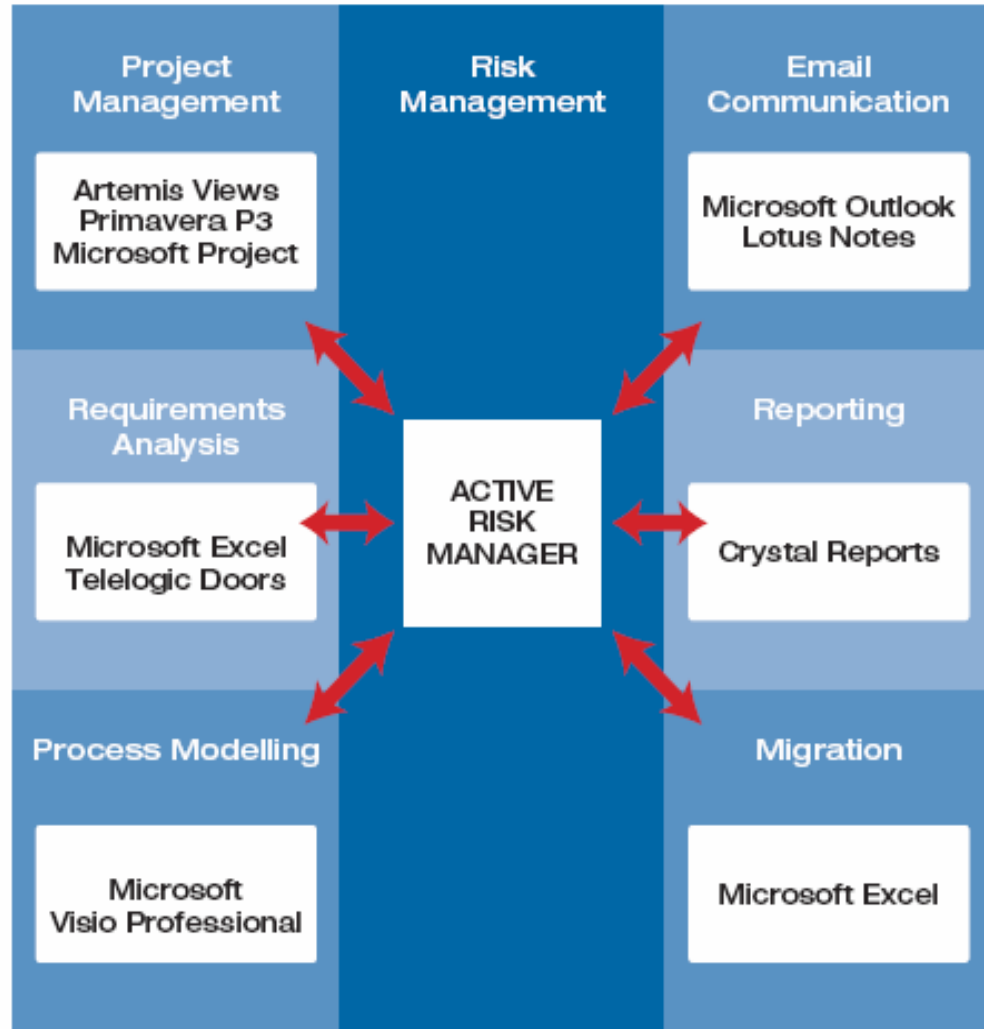 Project
Management
Artemis Views
Primavera P3
Microsoft Project
Risk
Management
Email
Communication
Microsoft Outlook
Lotus Notes
Requirements
Analysis
Microsoft Excel
Telelogic Doors
ACTIVE
RISK
MANAGER
Reporting
Crystal Reports
Process Modelling
Microsoft
Visio Professional
Migration
Microsoft Excel